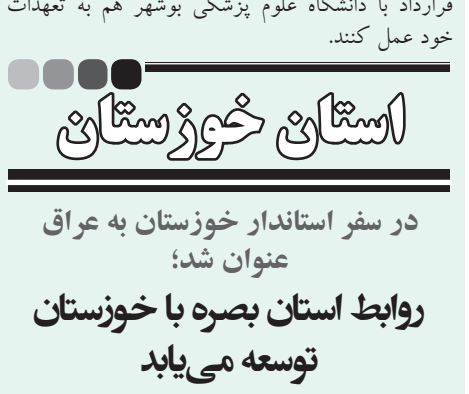 قرارداد با دانشگاه علوم پزشکی بوشهر هم به تعهدات
خود عمل کنند.
استان خوزستان
در سفر استاندار خوزستان به عراق
عنوان شد؛
روابط استان بصره با خوزستان
توسعه می‌یابد